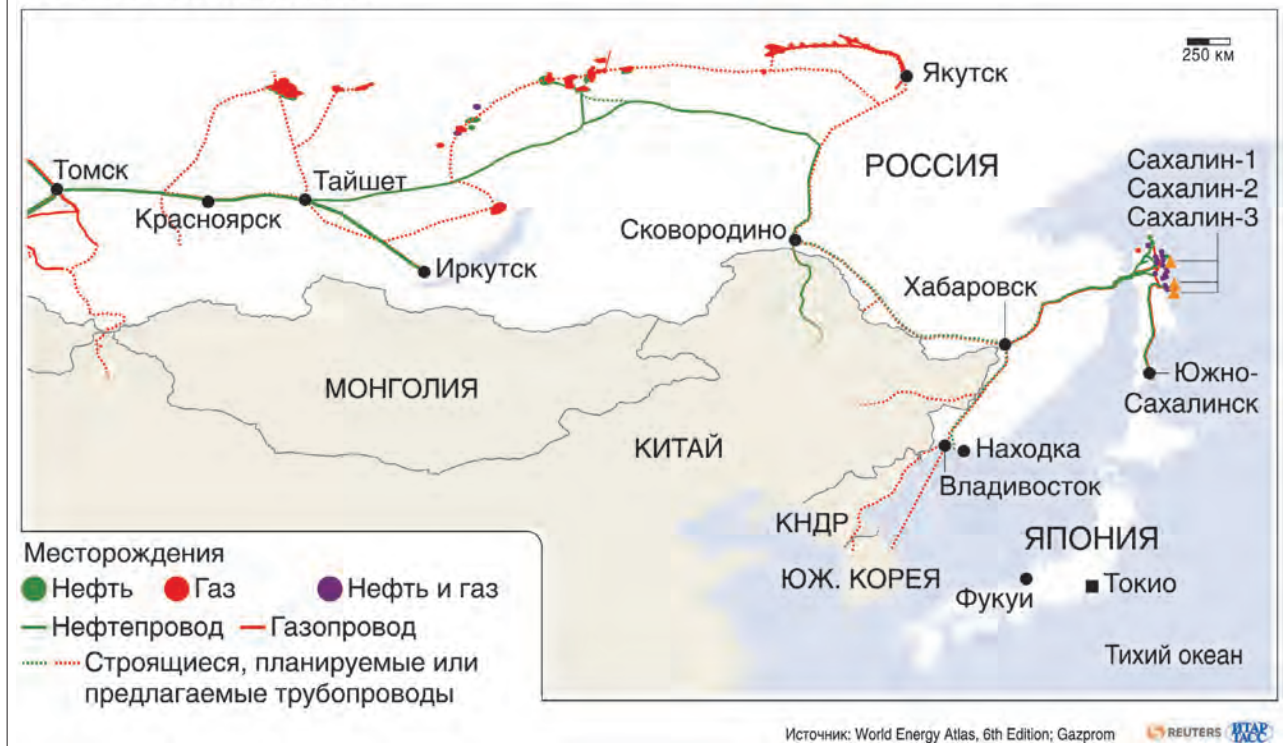 250 км
Якутск
РОССИЯ
Сахалин-1
Сахалин-2
Сахалин-3
Томск
Тайшет
Красноярск
Сковородино
Иркутск
Хабаровск
МОНГОЛИЯ
Южно-
Сахалинск
КИТАЙ
Находка
Владивосток
КНДР
ЯПОНИЯ
ЮЖ. КОРЕЯ
Фукуи
Токио
Тихий океан
Месторождения
Нефть Газ Нефть и газ
Нефтепровод Газопровод
Строящиеся, планируемые или
предлагаемые трубопроводы
Источник: World Energy Atlas, 6th Edition; Gazprom
REUTERS
ИТАР
ТАСС